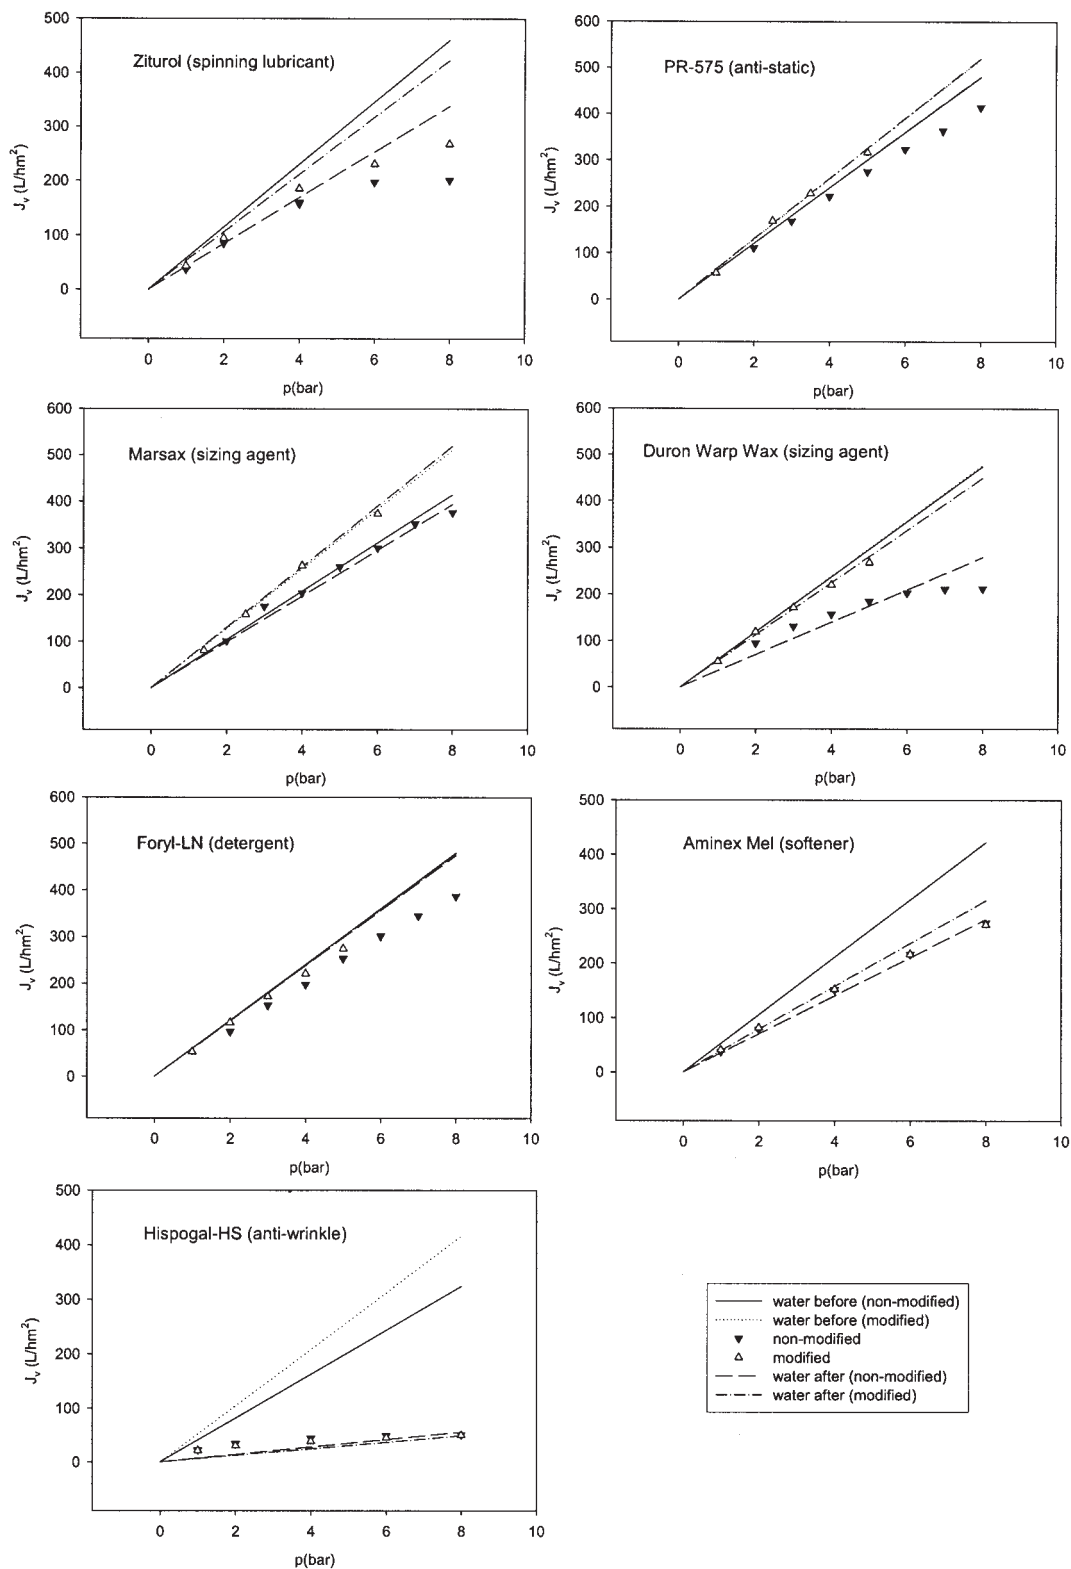 Ziturol (spinning lubricant)
500
400
300
200
100
0
Jv (L/hm2)
0 2 4 6 8 10
p(bar)
PR-575 (anti-static)
600
500
400
300
200
100
0
Jv (L/hm2)
0 2 4 6 8 10
p(bar)
Marsax (sizing agent)
600
500
400
300
200
100
0
Jv (L/hm2)
0 2 4 6 8 10
p(bar)
Duron Warp Wax (sizing agent)
600
500
400
300
200
100
0
Jv (L/hm2)
0 2 4 6 8 10
p(bar)
Foryl-LN (detergent)
600
500
400
300
200
100
0
Jv (L/hm2)
0 2 4 6 8 10
p(bar)
Aminex Mel (softener)
500
400
300
200
100
0
Jv (L/hm2)
0 2 4 6 8 10
p(bar)
Hispogal-HS (anti-wrinkle)
500
400
300
200
100
0
Jv (L/hm2)
0 2 4 6 8 10
p(bar)
water before (non-modified)
water before (modified)
non-modified
modified
water after (non-modified)
water after (modified)